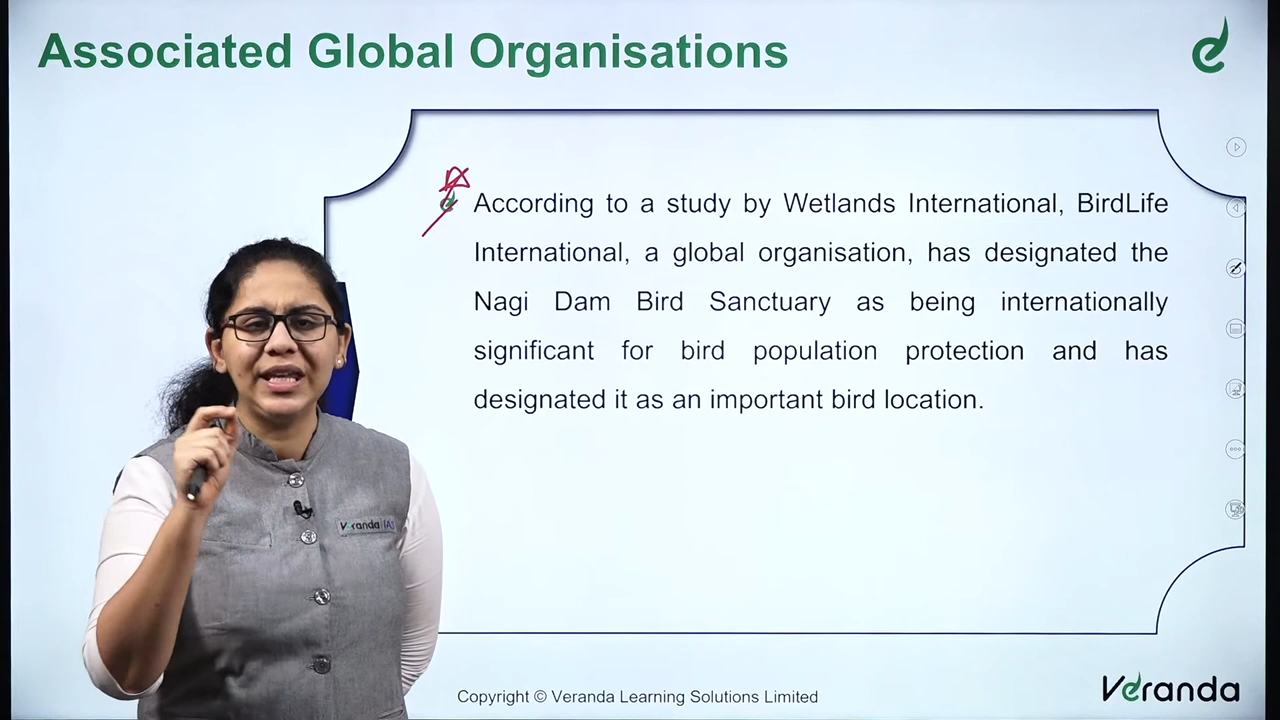 Associated Global Organisations
According to a study by Wetlands International, BirdLife
International, a global organisation, has designated the
Nagi Dam Bird Sanctuary as being internationally
significant for bird population protection and has
designated it as an important bird location.
Veranda IAS
Copyright © Veranda Learning Solutions Limited
Veranda